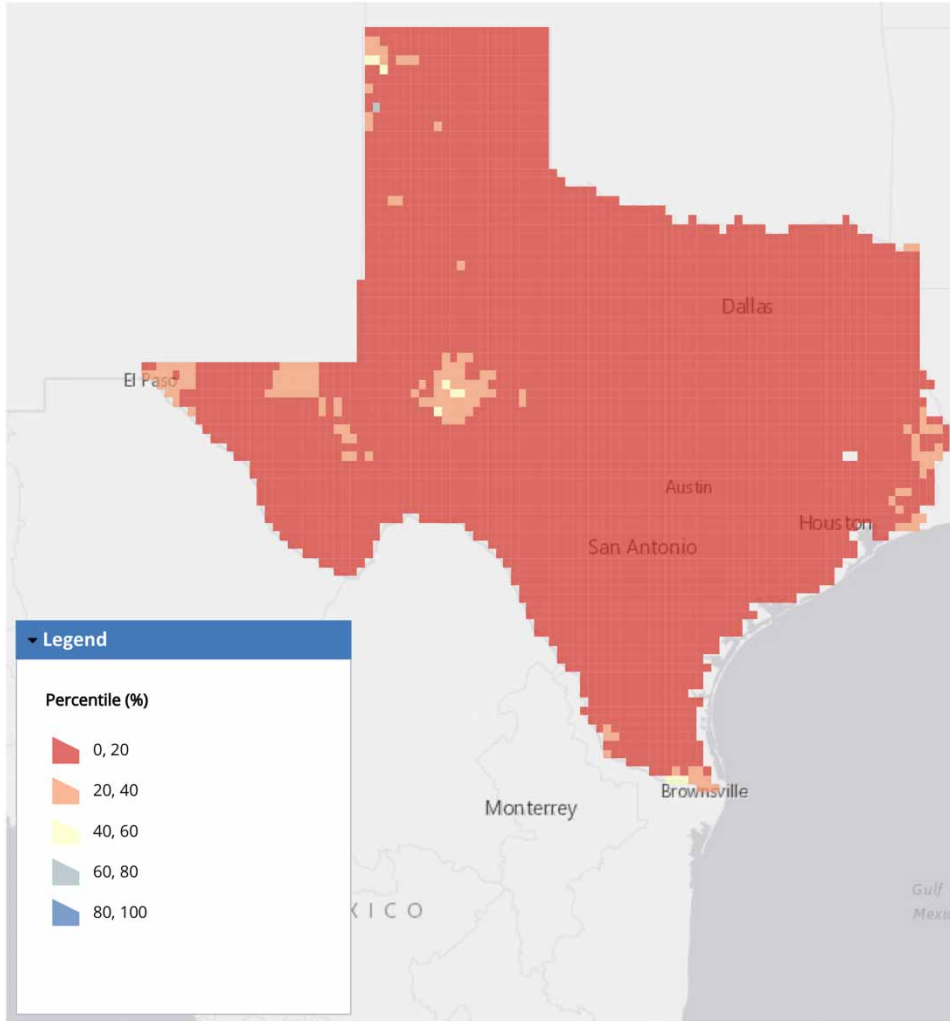 Dallas
El Paso
Austin
Houston
San Antonio
Legend
Percentile (%)
0, 20
20, 40
40, 60
60, 80
80, 100
Brownsville
Monterrey
XICO
Gulf
Mexic